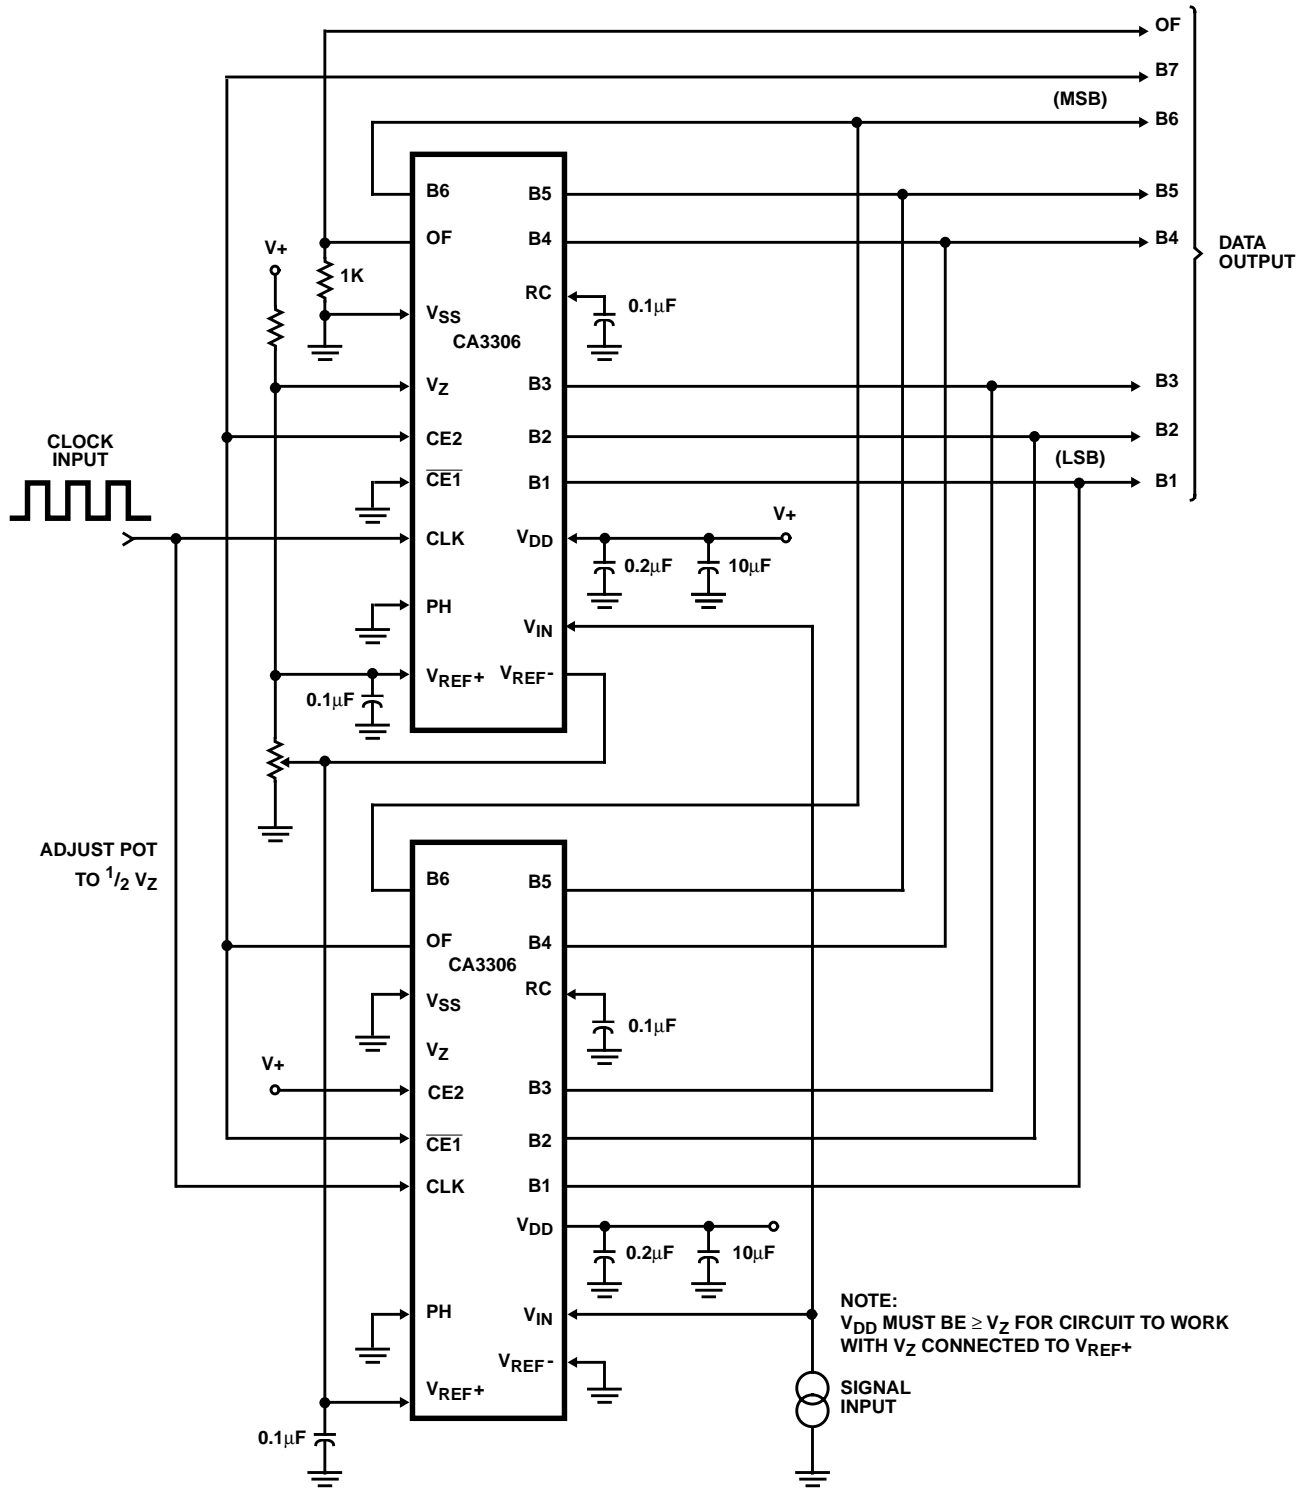 OF
B7
(MSB)
B6
B6 B5 B5
OF B4 B4
V+
DATA
OUTPUT
1K
RC 0.1µF
VSS
CA3306
VZ B3 B3
CE2 B2 B2
CLOCK
INPUT
(LSB)
CE1 B1 B1
V+
CLK VDD
0.2µF 10µF
PH
VIN
VREF+ VREF-
0.1µF
ADJUST POT
TO 1/2 VZ
B6 B5
OF B4
CA3306
RC
VSS
0.1µF
VZ
V+
CE2 B3
CE1 B2
CLK B1
VDD
0.2µF 10µF
PH VIN
NOTE:
VDD MUST BE ≥ VZ FOR CIRCUIT TO WORK
WITH VZ CONNECTED TO VREF+
VREF-
VREF+
SIGNAL
INPUT
0.1µF